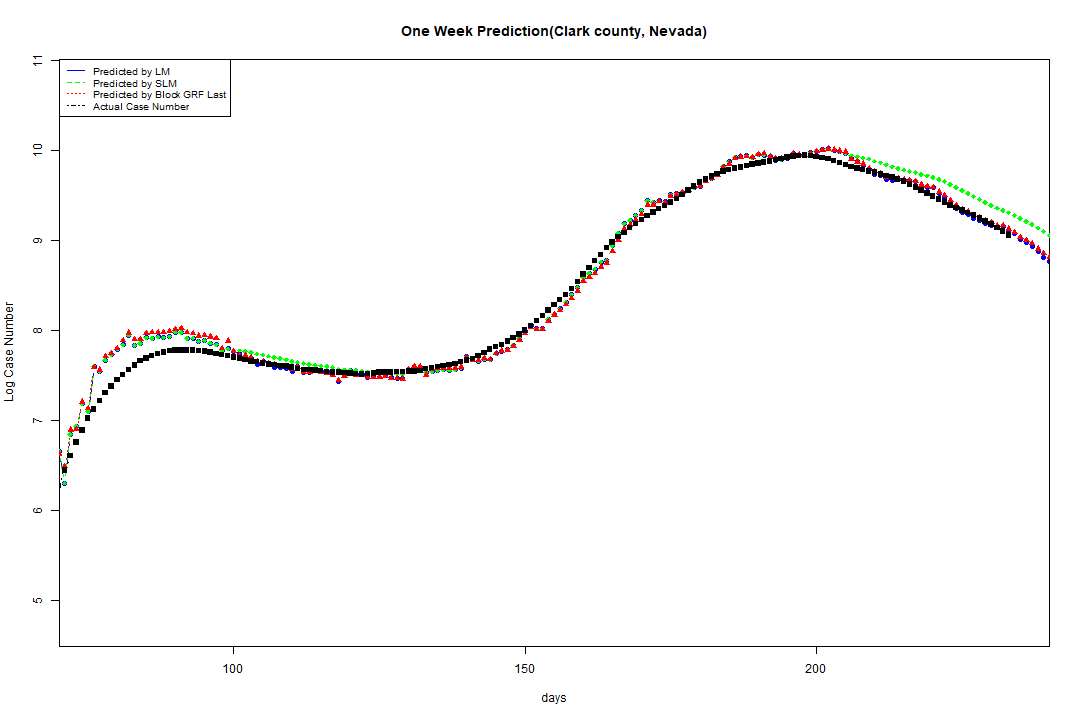 One Week Prediction(Clark county, Nevada)
Predicted by LM
Predicted by SLM
Predicted by Block GRF Last
Actual Case Number
11
10
9
8
7
6
5
Log Case Number
100 150 200
days